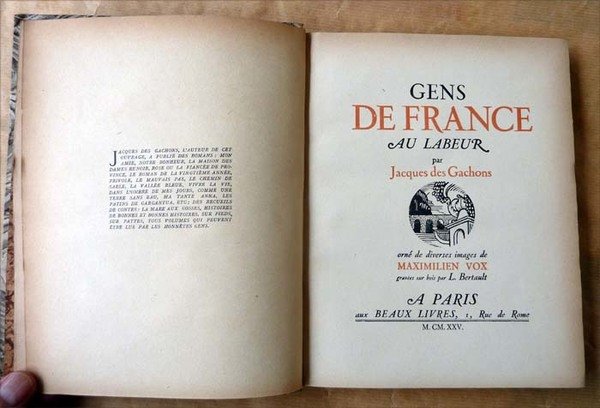 JACQUES DES GACHONS, L'AUTEUR DE CET
OUVRAGE, A PUBLIÉ DES ROMANS : MON
AMIE, NOTRE BONHEUR, LA MAISON DES
DAMES RENOIR, ROSE OU LA FIANCÉE DE PRO-
VINCE, LE ROMAN DE LA VINGTIÈME ANNÉE,
FRIVOLE, LE MAUVAIS PAS, LE CHEMIN DE
SABLE, LA VALLÉE BLEUE, VIVRE LA VIE,
DANS L'OMBRE DE MES JOURS, COMME UNE
TERRE SANS EAU, MA TANTE ANNA, LES
PATINS DE GARGANTUA, ETC; DES RECUEILS
DE CONTES : LA MARE AUX GOSSES, HISTOIRES
DE BONNES ET BONNES HISTOIRES, SUR PIEDS,
SUR PATTES, TOUS VOLUMES QUI PEUVENT
ÊTRE LUS PAR LES HONNÊTES GENS.
GENS
DE FRANCE
AU LABEUR
par
Jacques des Gachons
orné de diverses images de
MAXIMILIEN VOX
gravées sur bois par L. Bertault
A PARIS
aux BEAUX LIVRES, 1, Rue de Rome
M. CM. XXV.